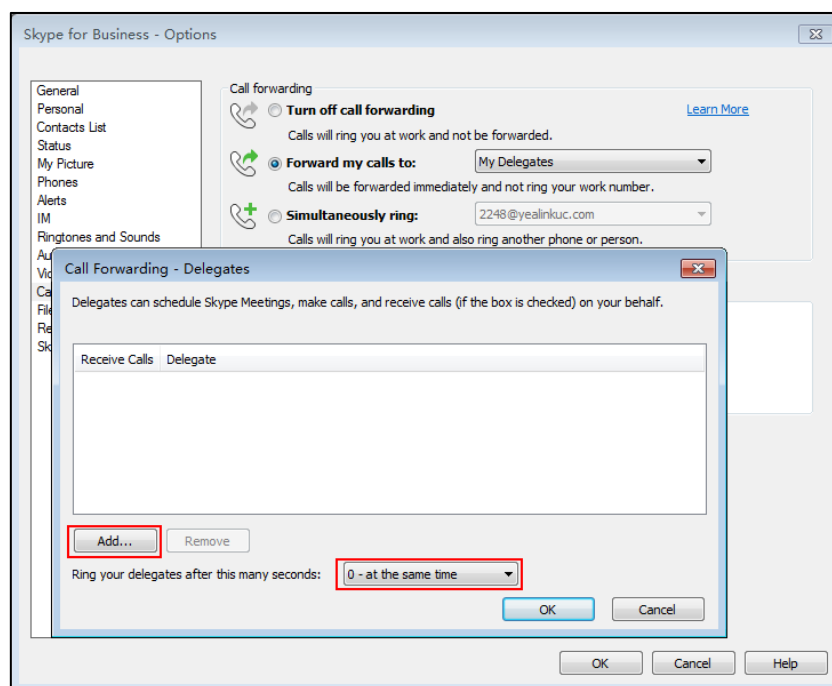 Skype for Business - Options
General
Personal
Contacts List
Status
My Picture
Phones
Alerts
IM
Ringtones and Sounds
Call forwarding
Turn off call forwarding
Learn More
Calls will ring you at work and not be forwarded.
Forward my calls to:
My Delegates
Calls will be forwarded immediately and not ring your work number.
Simultaneously ring:
2248@yealinkuc.com
Calls will ring you at work and also ring another phone or person.
Call Forwarding - Delegates
Delegates can schedule Skype Meetings, make calls, and receive calls (if the box is checked) on your behalf.
Receive Calls Delegate
Add... Remove
Ring your delegates after this many seconds: 0 - at the same time
OK Cancel
OK Cancel Help